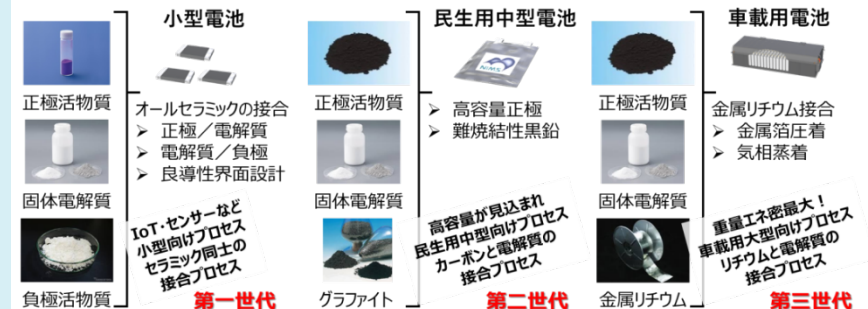 小型電池
正極活物質
オールセラミックの接合
➢ 正極／電解質
➢ 電解質／負極
➢ 良導性界面設計
固体電解質
IoT・センサーなど
小型向けプロセス
セラミック同士の
接合プロセス
負極活物質
第一世代
民生用中型電池
NIMS
正極活物質
➢ 高容量正極
➢ 難焼結性黒鉛
固体電解質
高容量が見込まれ
民生用中型向けプロセス
カーボンと電解質の
接合プロセス
グラファイト
第二世代
車載用電池
正極活物質
金属リチウム接合
➢ 金属箔圧着
➢ 気相蒸着
固体電解質
重量エネ密最大！
車載用大型向けプロセス
リチウムと電解質の
接合プロセス
金属リチウム
第三世代